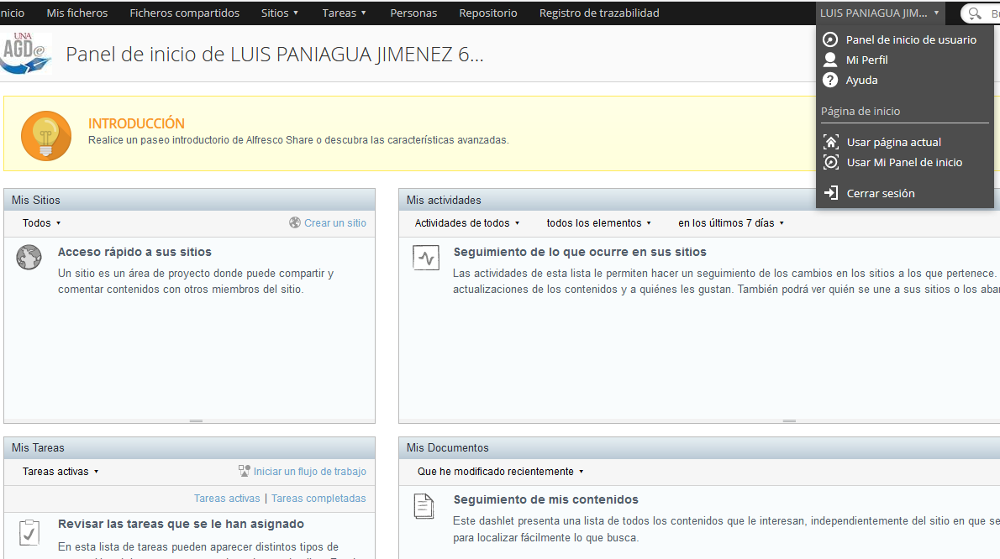 nicio Mis ficheros Ficheros compartidos Sitios Tareas Personas Repositorio Registro de trazabilidad LUIS PANIAGUA JIM...
UNA
AGDe
Panel de inicio de LUIS PANIAGUA JIMENEZ 6...
Panel de inicio de usuario
Mi Perfil
Ayuda
Página de inicio
Usar página actual
Usar Mi Panel de inicio
Cerrar sesión
INTRODUCCIÓN
Realice un paseo introductorio de Alfresco Share o descubra las características avanzadas.
Mis Sitios
Todos Crear un sitio
Acceso rápido a sus sitios
Un sitio es un área de proyecto donde puede compartir y
comentar contenidos con otros miembros del sitio.
Mis actividades
Actividades de todos todos los elementos en los últimos 7 días
Seguimiento de lo que ocurre en sus sitios
Las actividades de esta lista le permiten hacer un seguimiento de los cambios en los sitios a los que pertenece.
actualizaciones de los contenidos y a quiénes les gustan. También podrá ver quién se une a sus sitios o los aba
Mis Tareas
Tareas activas Iniciar un flujo de trabajo
Tareas activas | Tareas completadas
Revisar las tareas que se le han asignado
En esta lista de tareas pueden aparecer distintos tipos de
Mis Documentos
Que he modificado recientemente
Seguimiento de mis contenidos
Este dashlet presenta una lista de todos los contenidos que le interesan, independientemente del sitio en que se
para localizar fácilmente lo que busca.